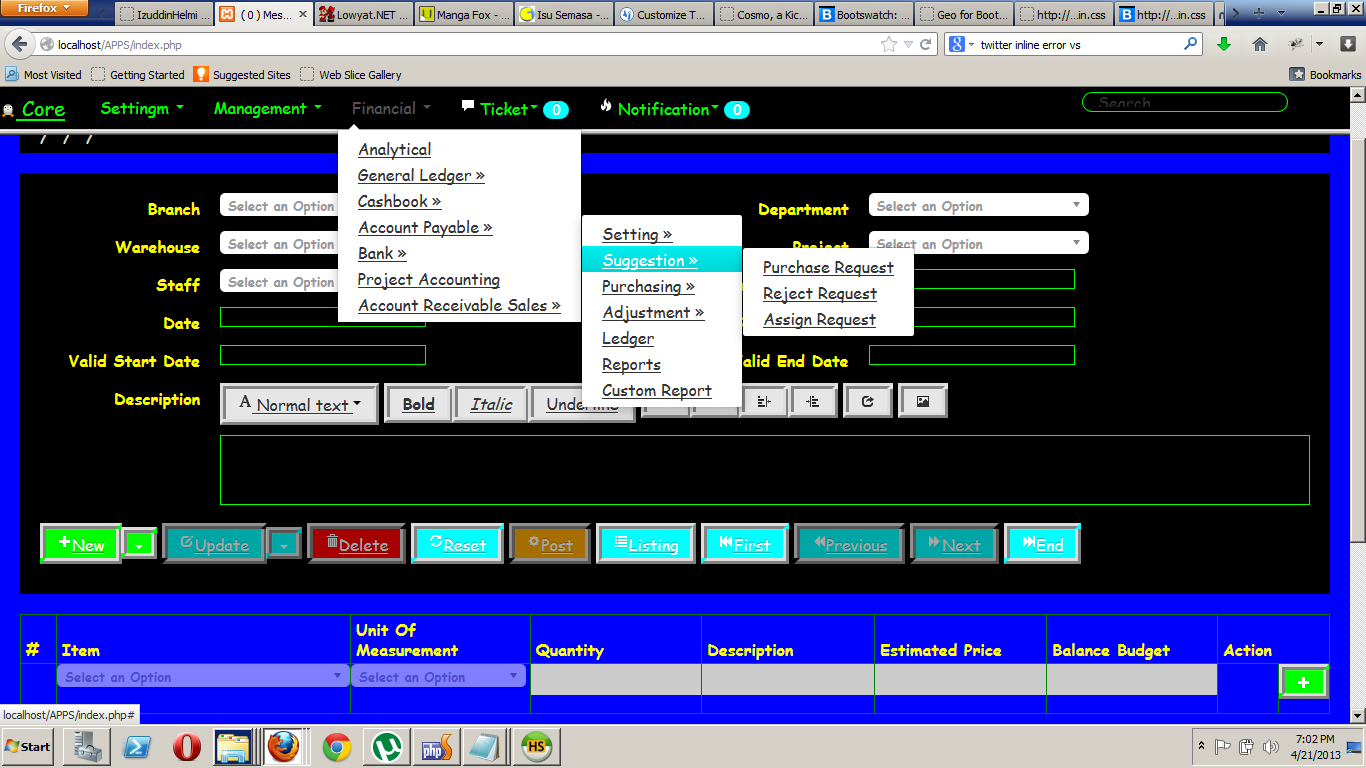 Firefox
IzuddinHelmi ...
( 0 ) Mes...
Lowyat.NET ...
Manga Fox - ...
Isu Semasa -...
Customize T...
Cosmo, a Kic...
Bootswatch: ...
Geo for Boot...
http://...in.css
http://...in.css
localhost/APPS/index.php
twitter inline error vs
Most Visited Getting Started Suggested Sites Web Slice Gallery Bookmarks
Core Settingm Management Financial Ticket 0 Notification 0 Search
/ / /
Analytical
General Ledger »
Cashbook »
Account Payable »
Bank »
Project Accounting
Account Receivable Sales »
Setting »
Suggestion »
Purchasing »
Adjustment »
Ledger
Reports
Custom Report
Purchase Request
Reject Request
Assign Request
Branch Select an Option Department Select an Option
Warehouse Select an Option Project Select an Option
Staff Select an Option
Date
Valid Start Date Valid End Date
Description A Normal text Bold Italic Underline
New Update Delete Reset Post Listing First Previous Next End
# Item Unit Of Measurement Quantity Description Estimated Price Balance Budget Action
Select an Option Select an Option +
localhost/APPS/index.php#
Start php HS 7:02 PM
4/21/2013